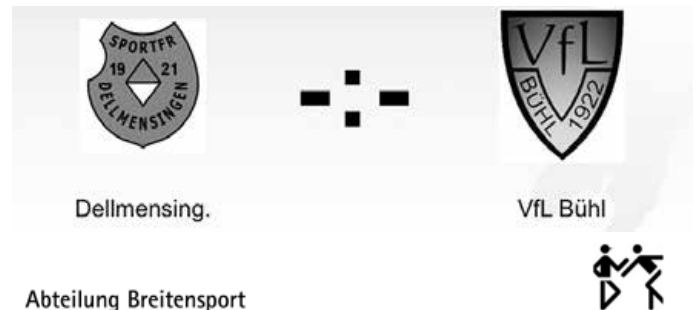 SPORTFR
19 21
DELLMENSINGEN
-:-
VfL
BÜHL 1922
Dellmensing.
VfL Bühl
Abteilung Breitensport